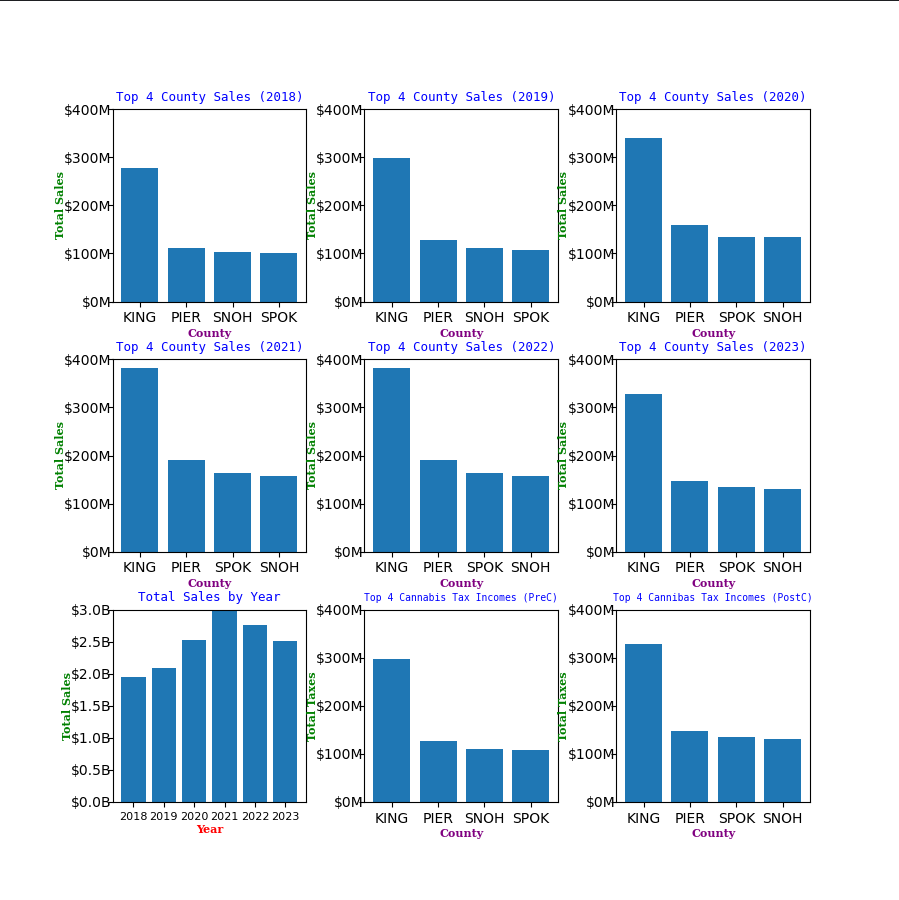 Top 4 County Sales (2018)
$400M
$300M
$200M
$100M
$0M
Total Sales
KING PIER SNOH SPOK
County
Top 4 County Sales (2019)
$400M
$300M
$200M
$100M
$0M
Total Sales
KING PIER SNOH SPOK
County
Top 4 County Sales (2020)
$400M
$300M
$200M
$100M
$0M
Total Sales
KING PIER SPOK SNOH
County
Top 4 County Sales (2021)
$400M
$300M
$200M
$100M
$0M
Total Sales
KING PIER SPOK SNOH
County
Top 4 County Sales (2022)
$400M
$300M
$200M
$100M
$0M
Total Sales
KING PIER SPOK SNOH
County
Top 4 County Sales (2023)
$400M
$300M
$200M
$100M
$0M
Total Sales
KING PIER SPOK SNOH
County
Total Sales by Year
$3.0B
$2.5B
$2.0B
$1.5B
$1.0B
$0.5B
$0.0B
Total Sales
2018 2019 2020 2021 2022 2023
Year
Top 4 Cannabis Tax Incomes (PreC)
$400M
$300M
$200M
$100M
$0M
Total Taxes
KING PIER SNOH SPOK
County
Top 4 Cannibas Tax Incomes (PostC)
$400M
$300M
$200M
$100M
$0M
Total Taxes
KING PIER SPOK SNOH
County